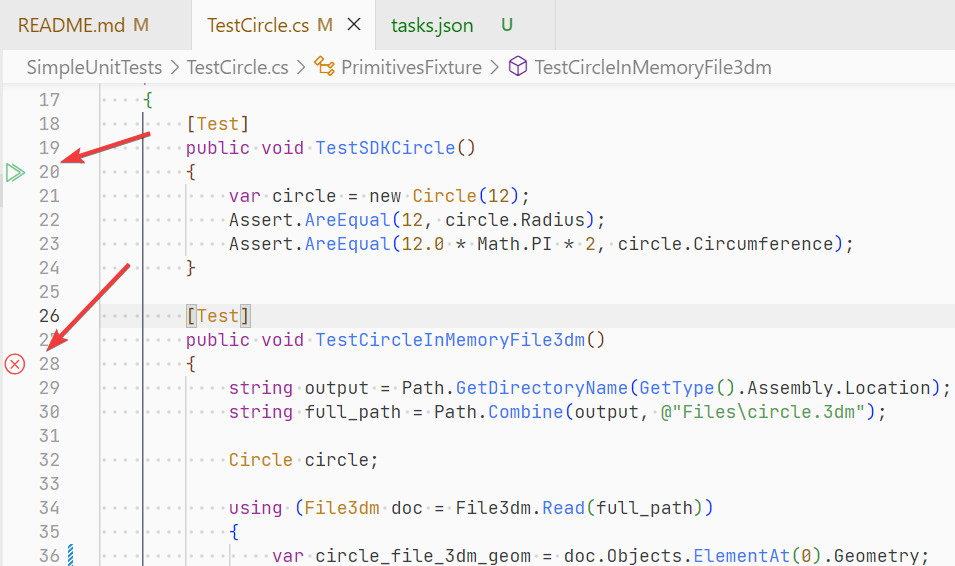 README.md M TestCircle.cs M tasks.json U
SimpleUnitTests > TestCircle.cs > PrimitivesFixture > TestCircleInMemoryFile3dm
17 {
18 [Test]
19 public void TestSDKCircle()
20 {
21 var circle = new Circle(12);
22 Assert.AreEqual(12, circle.Radius);
23 Assert.AreEqual(12.0 * Math.PI * 2, circle.Circumference);
24 }
25
26 [Test]
27 public void TestCircleInMemoryFile3dm()
28 {
29 string output = Path.GetDirectoryName(GetType().Assembly.Location);
30 string full_path = Path.Combine(output, @"Files\circle.3dm");
31
32 Circle circle;
33
34 using (File3dm doc = File3dm.Read(full_path))
35 {
36 var circle_file_3dm_geom = doc.Objects.ElementAt(0).Geometry;